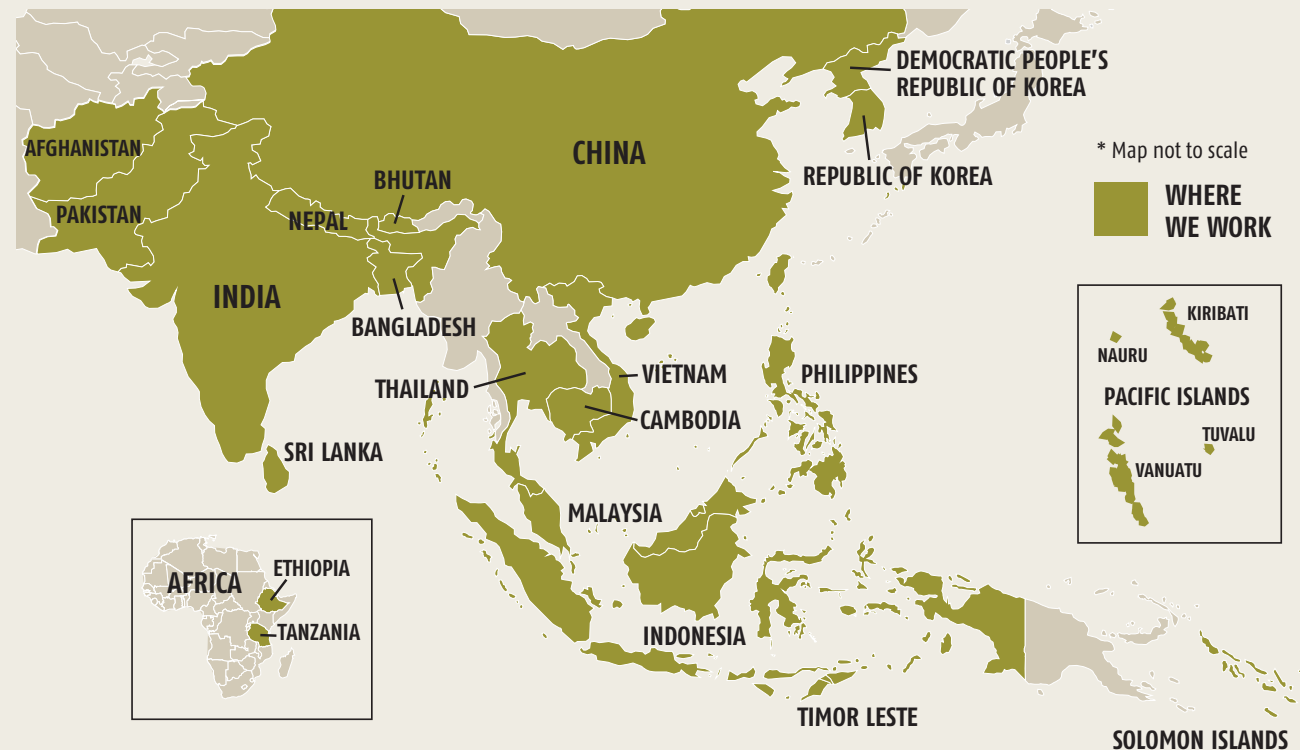 DEMOCRATIC PEOPLE'S
REPUBLIC OF KOREA
AFGHANISTAN
CHINA
* Map not to scale
BHUTAN
REPUBLIC OF KOREA
WHERE
WE WORK
PAKISTAN
NEPAL
INDIA
BANGLADESH
KIRIBATI
NAURU
THAILAND
VIETNAM
PHILIPPINES
PACIFIC ISLANDS
CAMBODIA
TUVALU
SRI LANKA
VANUATU
MALAYSIA
AFRICA
ETHIOPIA
TANZANIA
INDONESIA
TIMOR LESTE
SOLOMON ISLANDS